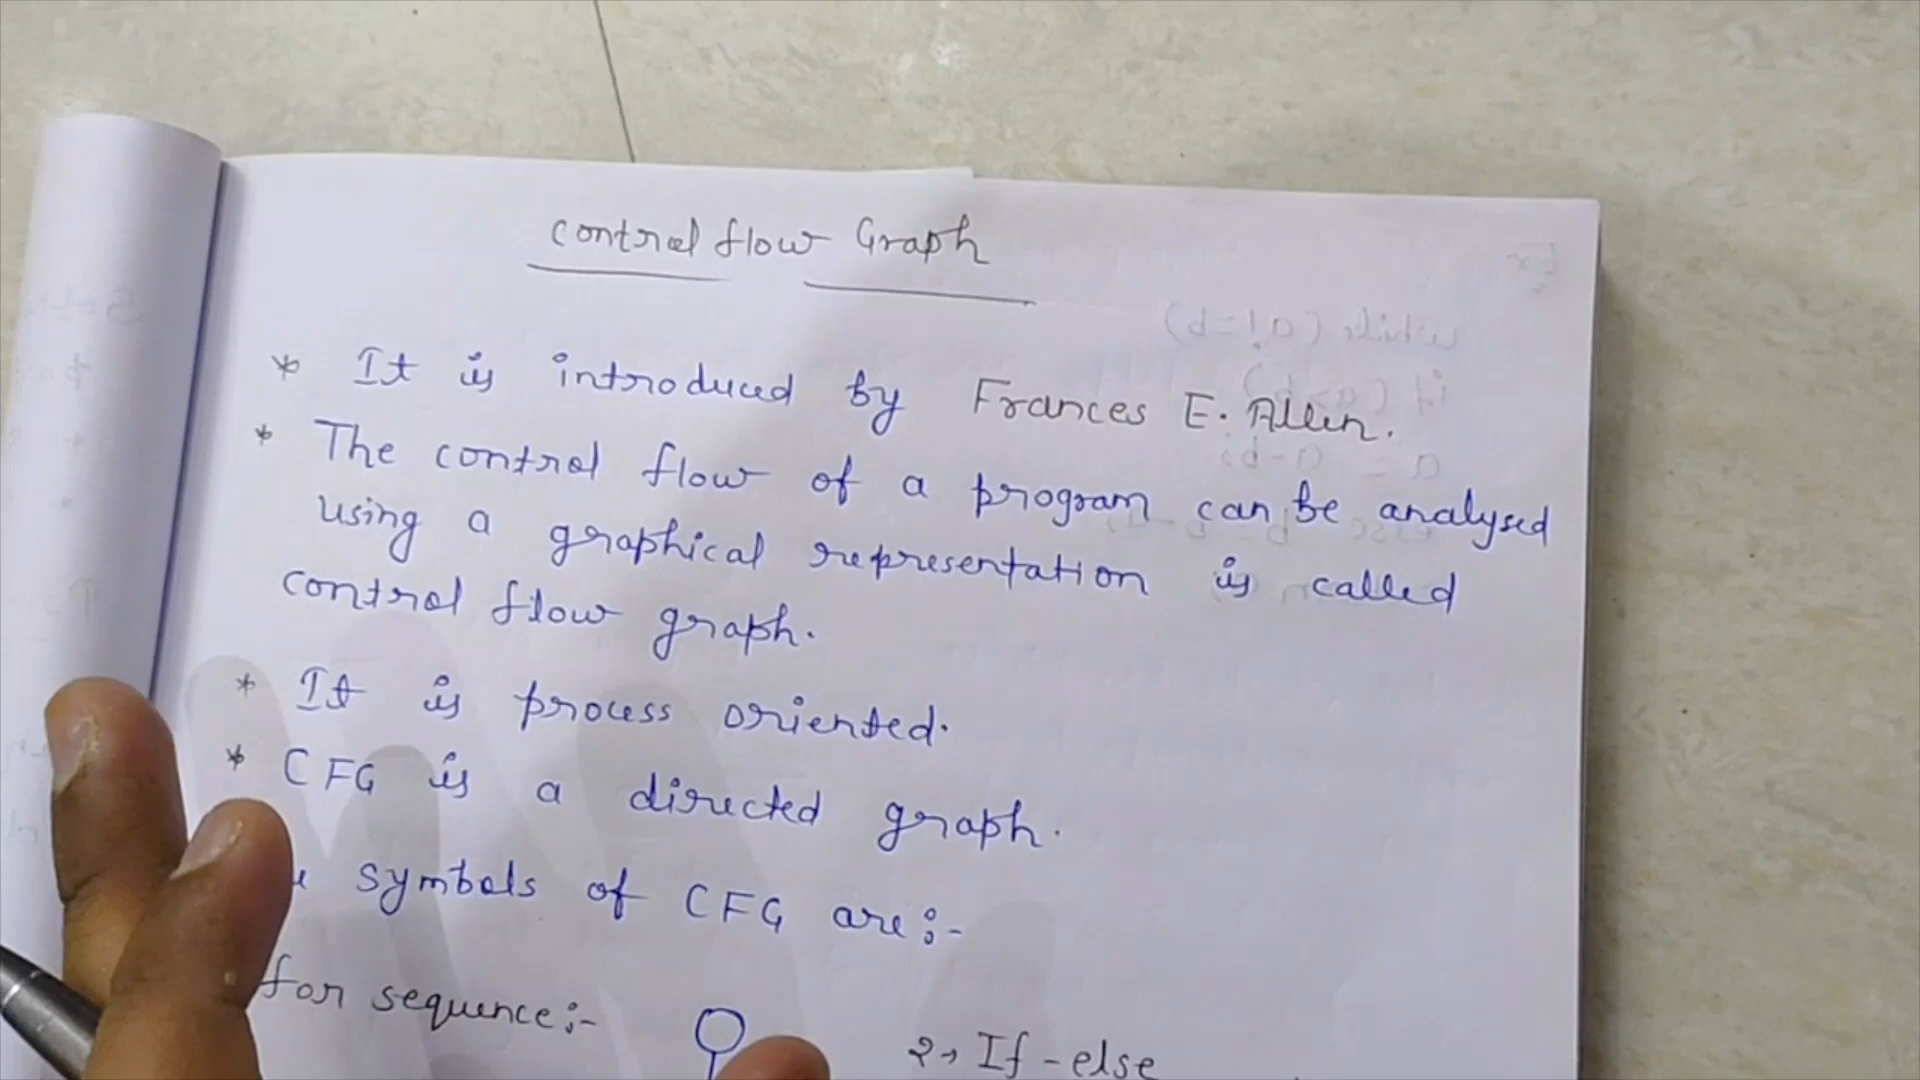 Control flow Graph
* It is introduced by Frances E. Allen.
* The control flow of a program can be analysed
using a graphical representation is called
control flow graph.
* It is process oriented.
* CFG is a directed graph.
symbols of CFG are:-
for sequence:-
2, If-else